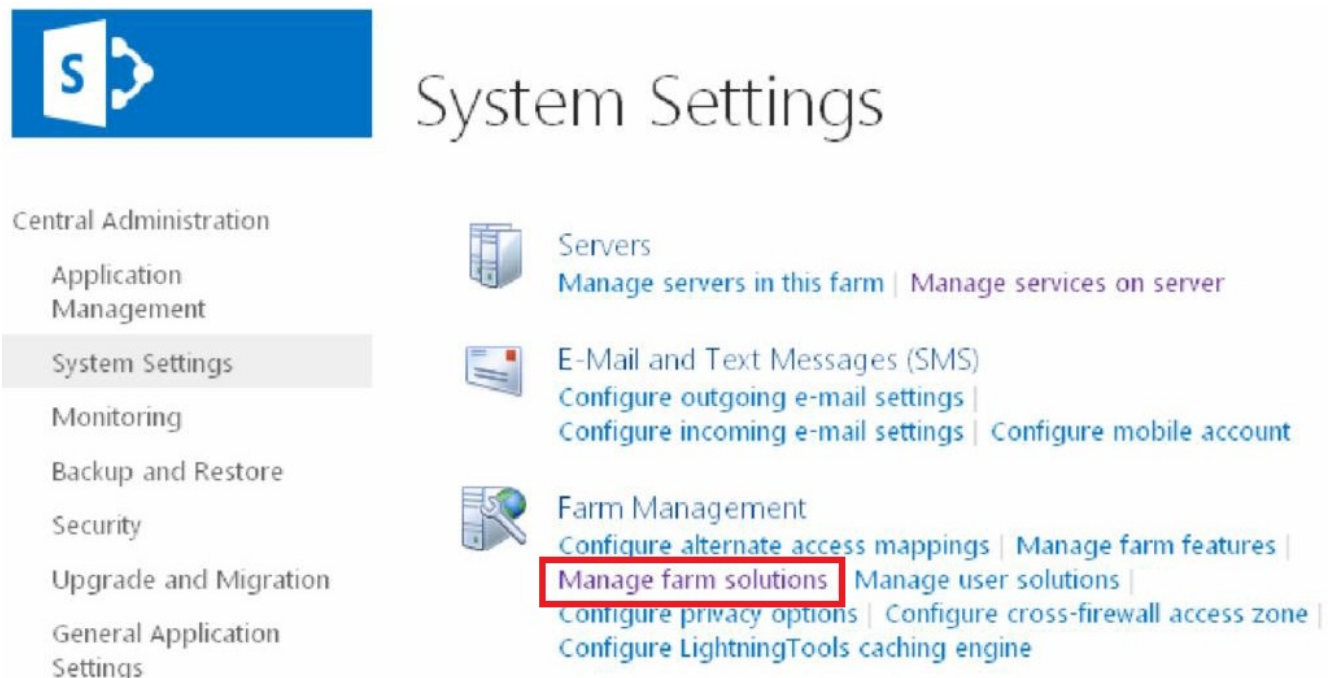 S
System Settings
Central Administration
Application
Management
System Settings
Monitoring
Backup and Restore
Security
Upgrade and Migration
General Application
Settings
Servers
Manage servers in this farm | Manage services on server
E-Mail and Text Messages (SMS)
Configure outgoing e-mail settings |
Configure incoming e-mail settings | Configure mobile account
Farm Management
Configure alternate access mappings | Manage farm features |
Manage farm solutions Manage user solutions |
Configure privacy options | Configure cross-firewall access zone |
Configure LightningTools caching engine